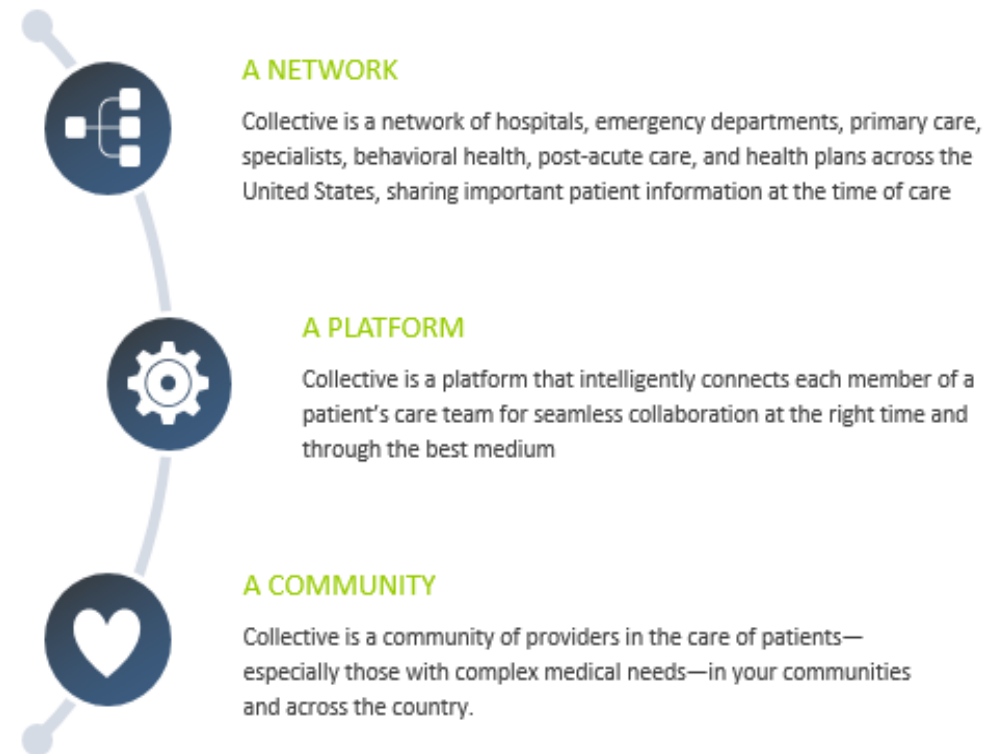 A NETWORK
Collective is a network of hospitals, emergency departments, primary care,
specialists, behavioral health, post-acute care, and health plans across the
United States, sharing important patient information at the time of care
A PLATFORM
Collective is a platform that intelligently connects each member of a
patient's care team for seamless collaboration at the right time and
through the best medium
A COMMUNITY
Collective is a community of providers in the care of patients—
especially those with complex medical needs—in your communities
and across the country.